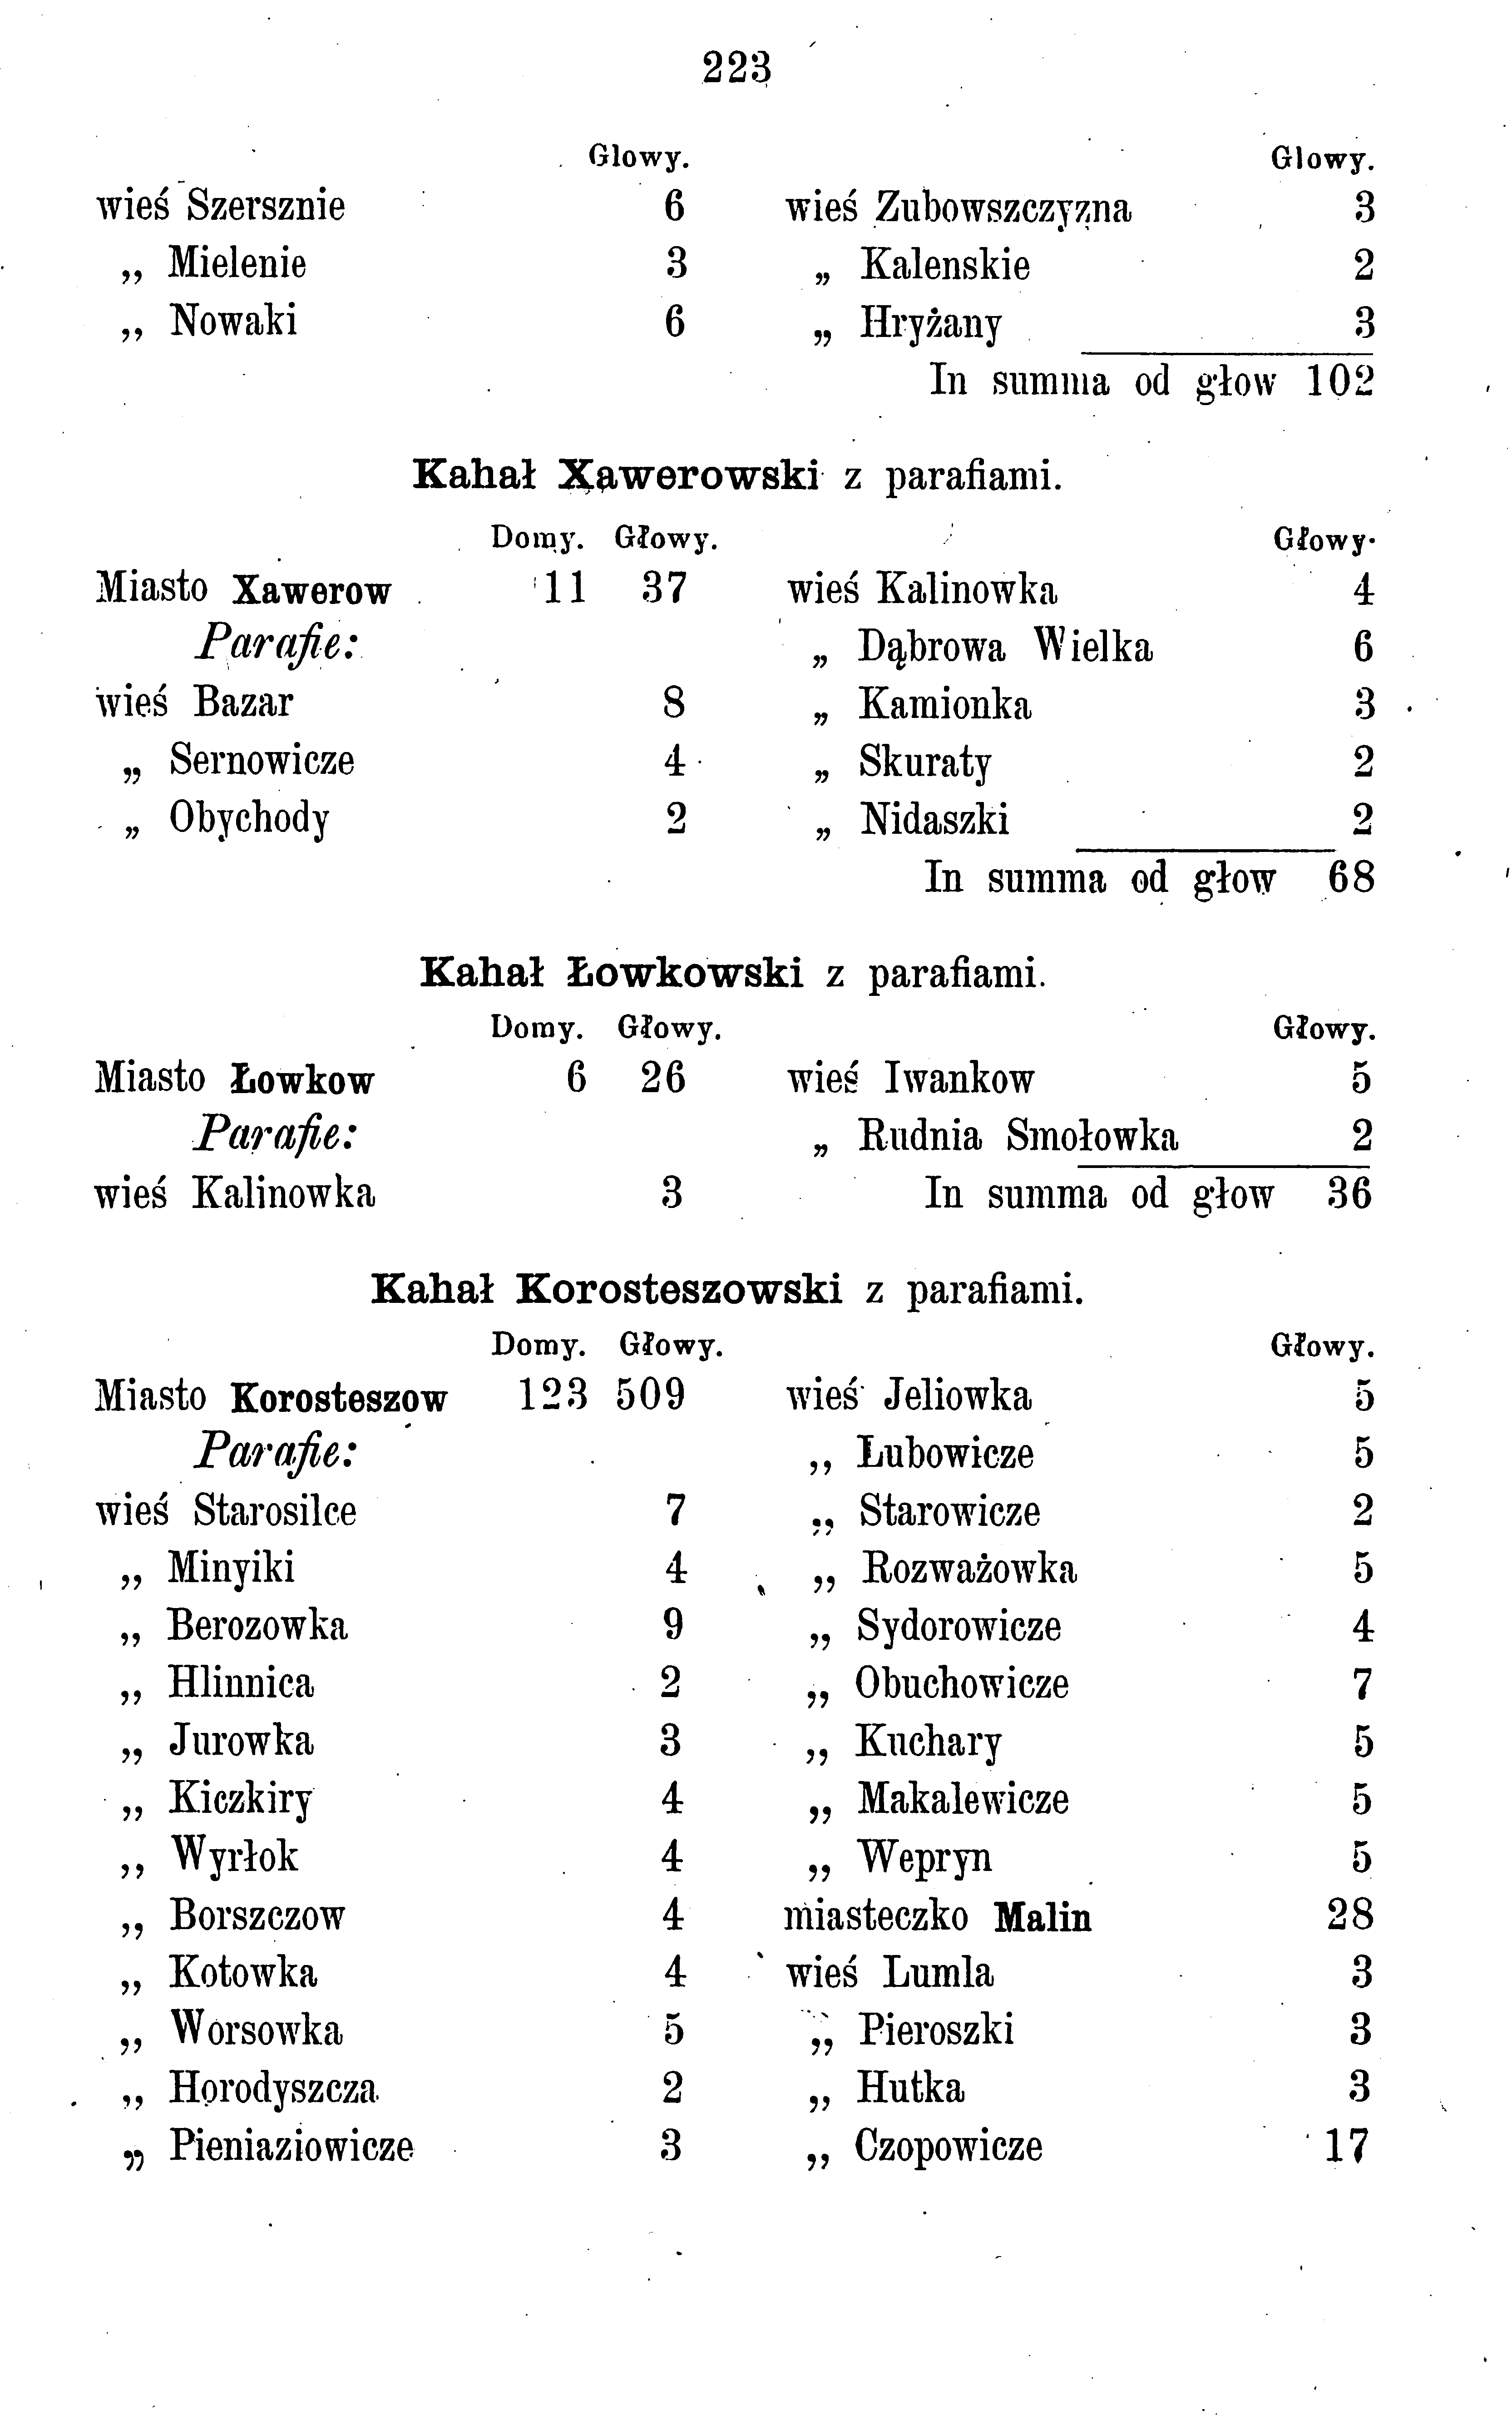 223
Glowy. Glowy.
wieś Szersznie 6 wieś Zubowszczyzna 3
,, Mielenie 3 „ Kalenskie 2
,, Nowaki 6 „ Hryżany 3
In summa od głow 102
Kahał Xawerowski z parafiami.
Domy. Głowy. Głowy.
Miasto Xawerow 11 37 wieś Kalinowka 4
Parafie: „ Dąbrowa Wielka 6
wieś Bazar 8 „ Kamionka 3
„ Sernowicze 4 „ Skuraty 2
„ Obychody 2 „ Nidaszki 2
In summa od głow 68
Kahał Łowkowski z parafiami.
Domy. Głowy. Głowy.
Miasto Łowkow 6 26 wieś Iwankow 5
Parafie: „ Rudnia Smołowka 2
wieś Kalinowka 3 In summa od głow 36
Kahał Korosteszowski z parafiami.
Domy. Głowy. Głowy.
Miasto Korosteszow 123 509 wieś Jeliowka 5
Parafie: ,, Łubowicze 5
wieś Starosilce 7 ,, Starowicze 2
,, Minyiki 4 ,, Rozważowka 5
,, Berozowka 9 ,, Sydorowicze 4
,, Hlinnica 2 ,, Obuchowicze 7
,, Jurowka 3 ,, Kuchary 5
,, Kiczkiry 4 ,, Makalewicze 5
,, Wyrłok 4 ,, Wepryn 5
,, Borszczow 4 miasteczko Malin 28
,, Kotowka 4 wieś Lumla 3
,, Worsowka 5 ,, Pieroszki 3
,, Horodyszcza 2 ,, Hutka 3
„ Pieniaziowicze 3 ,, Czopowicze 17